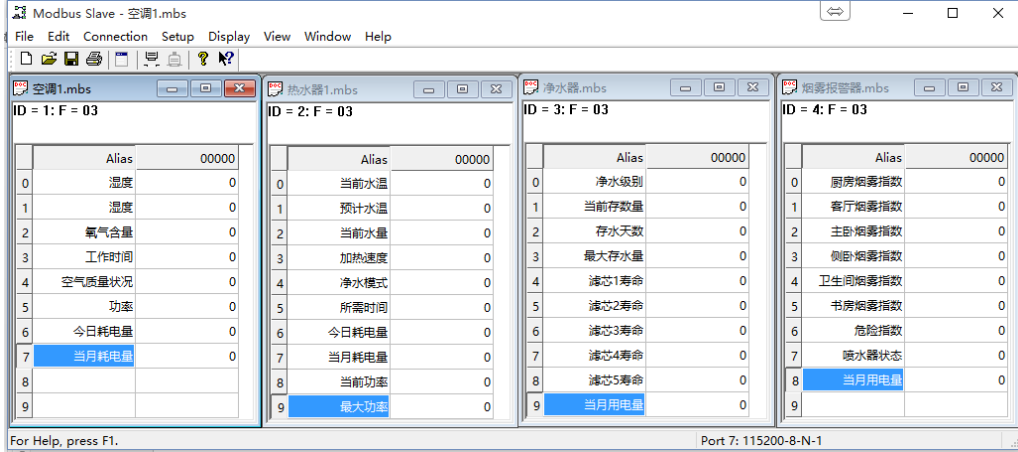 Modbus Slave - 空调1.mbs
File Edit Connection Setup Display View Window Help
空调1.mbs
ID = 1: F = 03
Alias 00000
0 湿度 0
1 湿度 0
2 氧气含量 0
3 工作时间 0
4 空气质量状况 0
5 功率 0
6 今日耗电量 0
7 当月耗电量 0
8
9
热水器1.mbs
ID = 2: F = 03
Alias 00000
0 当前水温 0
1 预计水温 0
2 当前水量 0
3 加热速度 0
4 净水模式 0
5 所需时间 0
6 今日耗电量 0
7 当月耗电量 0
8 当前功率 0
9 最大功率 0
净水器.mbs
ID = 3: F = 03
Alias 00000
0 净水级别 0
1 当前存数量 0
2 存水天数 0
3 最大存水量 0
4 滤芯1寿命 0
5 滤芯2寿命 0
6 滤芯3寿命 0
7 滤芯4寿命 0
8 滤芯5寿命 0
9 当月用电量 0
烟雾报警器.mbs
ID = 4: F = 03
Alias 00000
0 厨房烟雾指数 0
1 客厅烟雾指数 0
2 主卧烟雾指数 0
3 侧卧烟雾指数 0
4 卫生间烟雾指数 0
5 书房烟雾指数 0
6 危险指数 0
7 喷水器状态 0
8 当月用电量 0
9
For Help, press F1.
Port 7: 115200-8-N-1